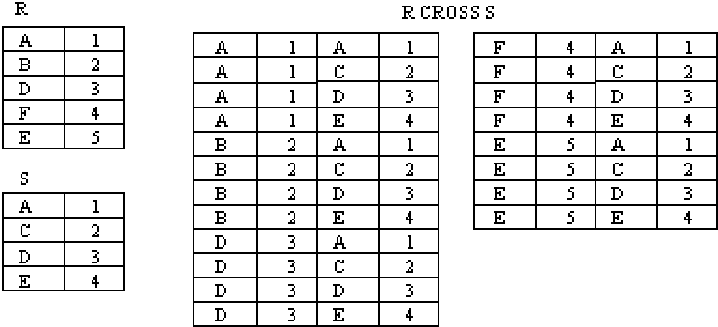 R
A 1
B 2
D 3
F 4
E 5
S
A 1
C 2
D 3
E 4
R CROSS S
A 1 A 1
A 1 C 2
A 1 D 3
A 1 E 4
B 2 A 1
B 2 C 2
B 2 D 3
B 2 E 4
D 3 A 1
D 3 C 2
D 3 D 3
D 3 E 4
F 4 A 1
F 4 C 2
F 4 D 3
F 4 E 4
E 5 A 1
E 5 C 2
E 5 D 3
E 5 E 4